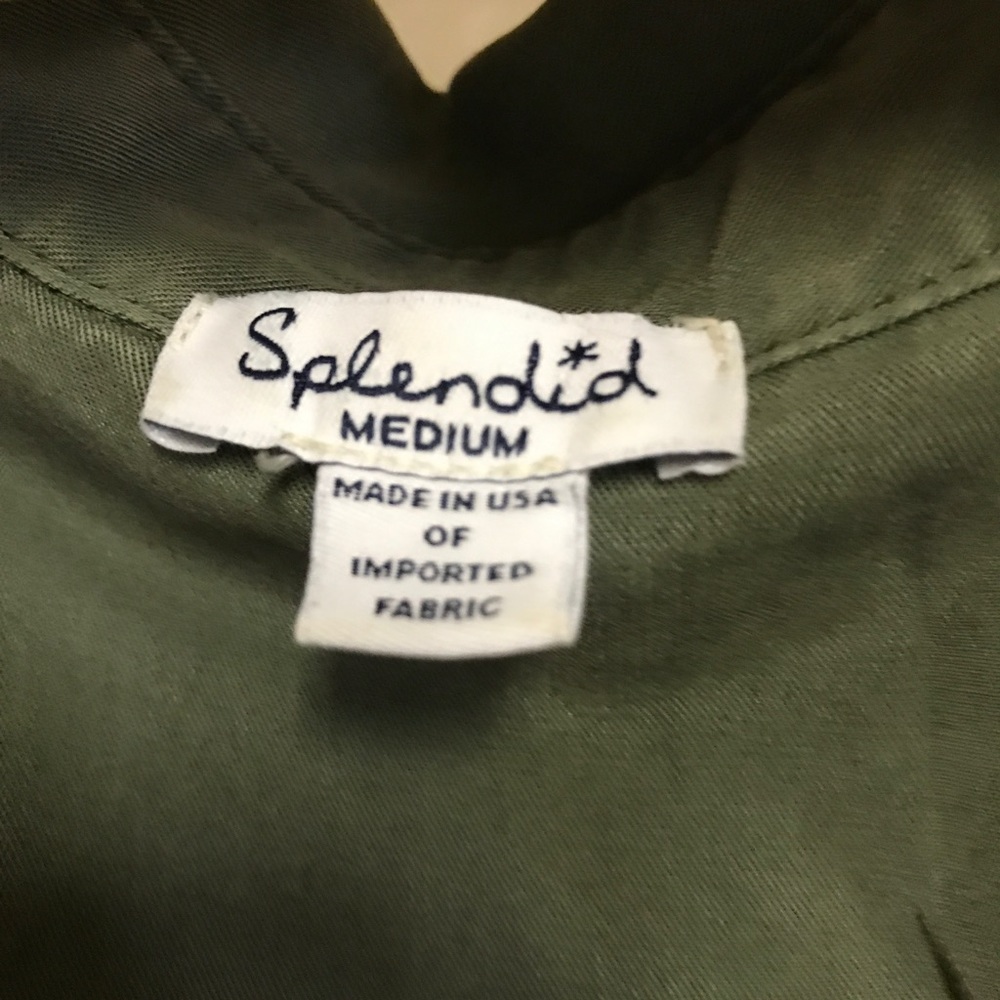 Splendid
MEDIUM
MADE IN USA
OF
IMPORTED
FABRIC